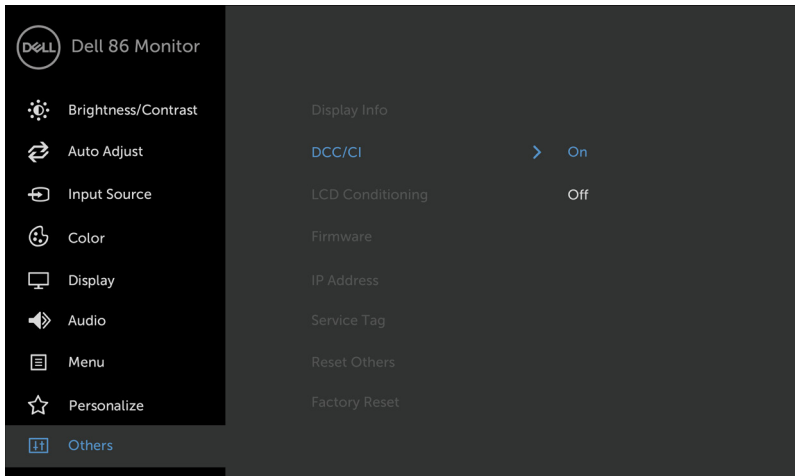 DELL
Dell 86 Monitor
Brightness/Contrast
Auto Adjust
Input Source
Color
Display
Audio
Menu
Personalize
Others
Display Info
DCC/CI
On
LCD Conditioning
Off
Firmware
IP Address
Service Tag
Reset Others
Factory Reset